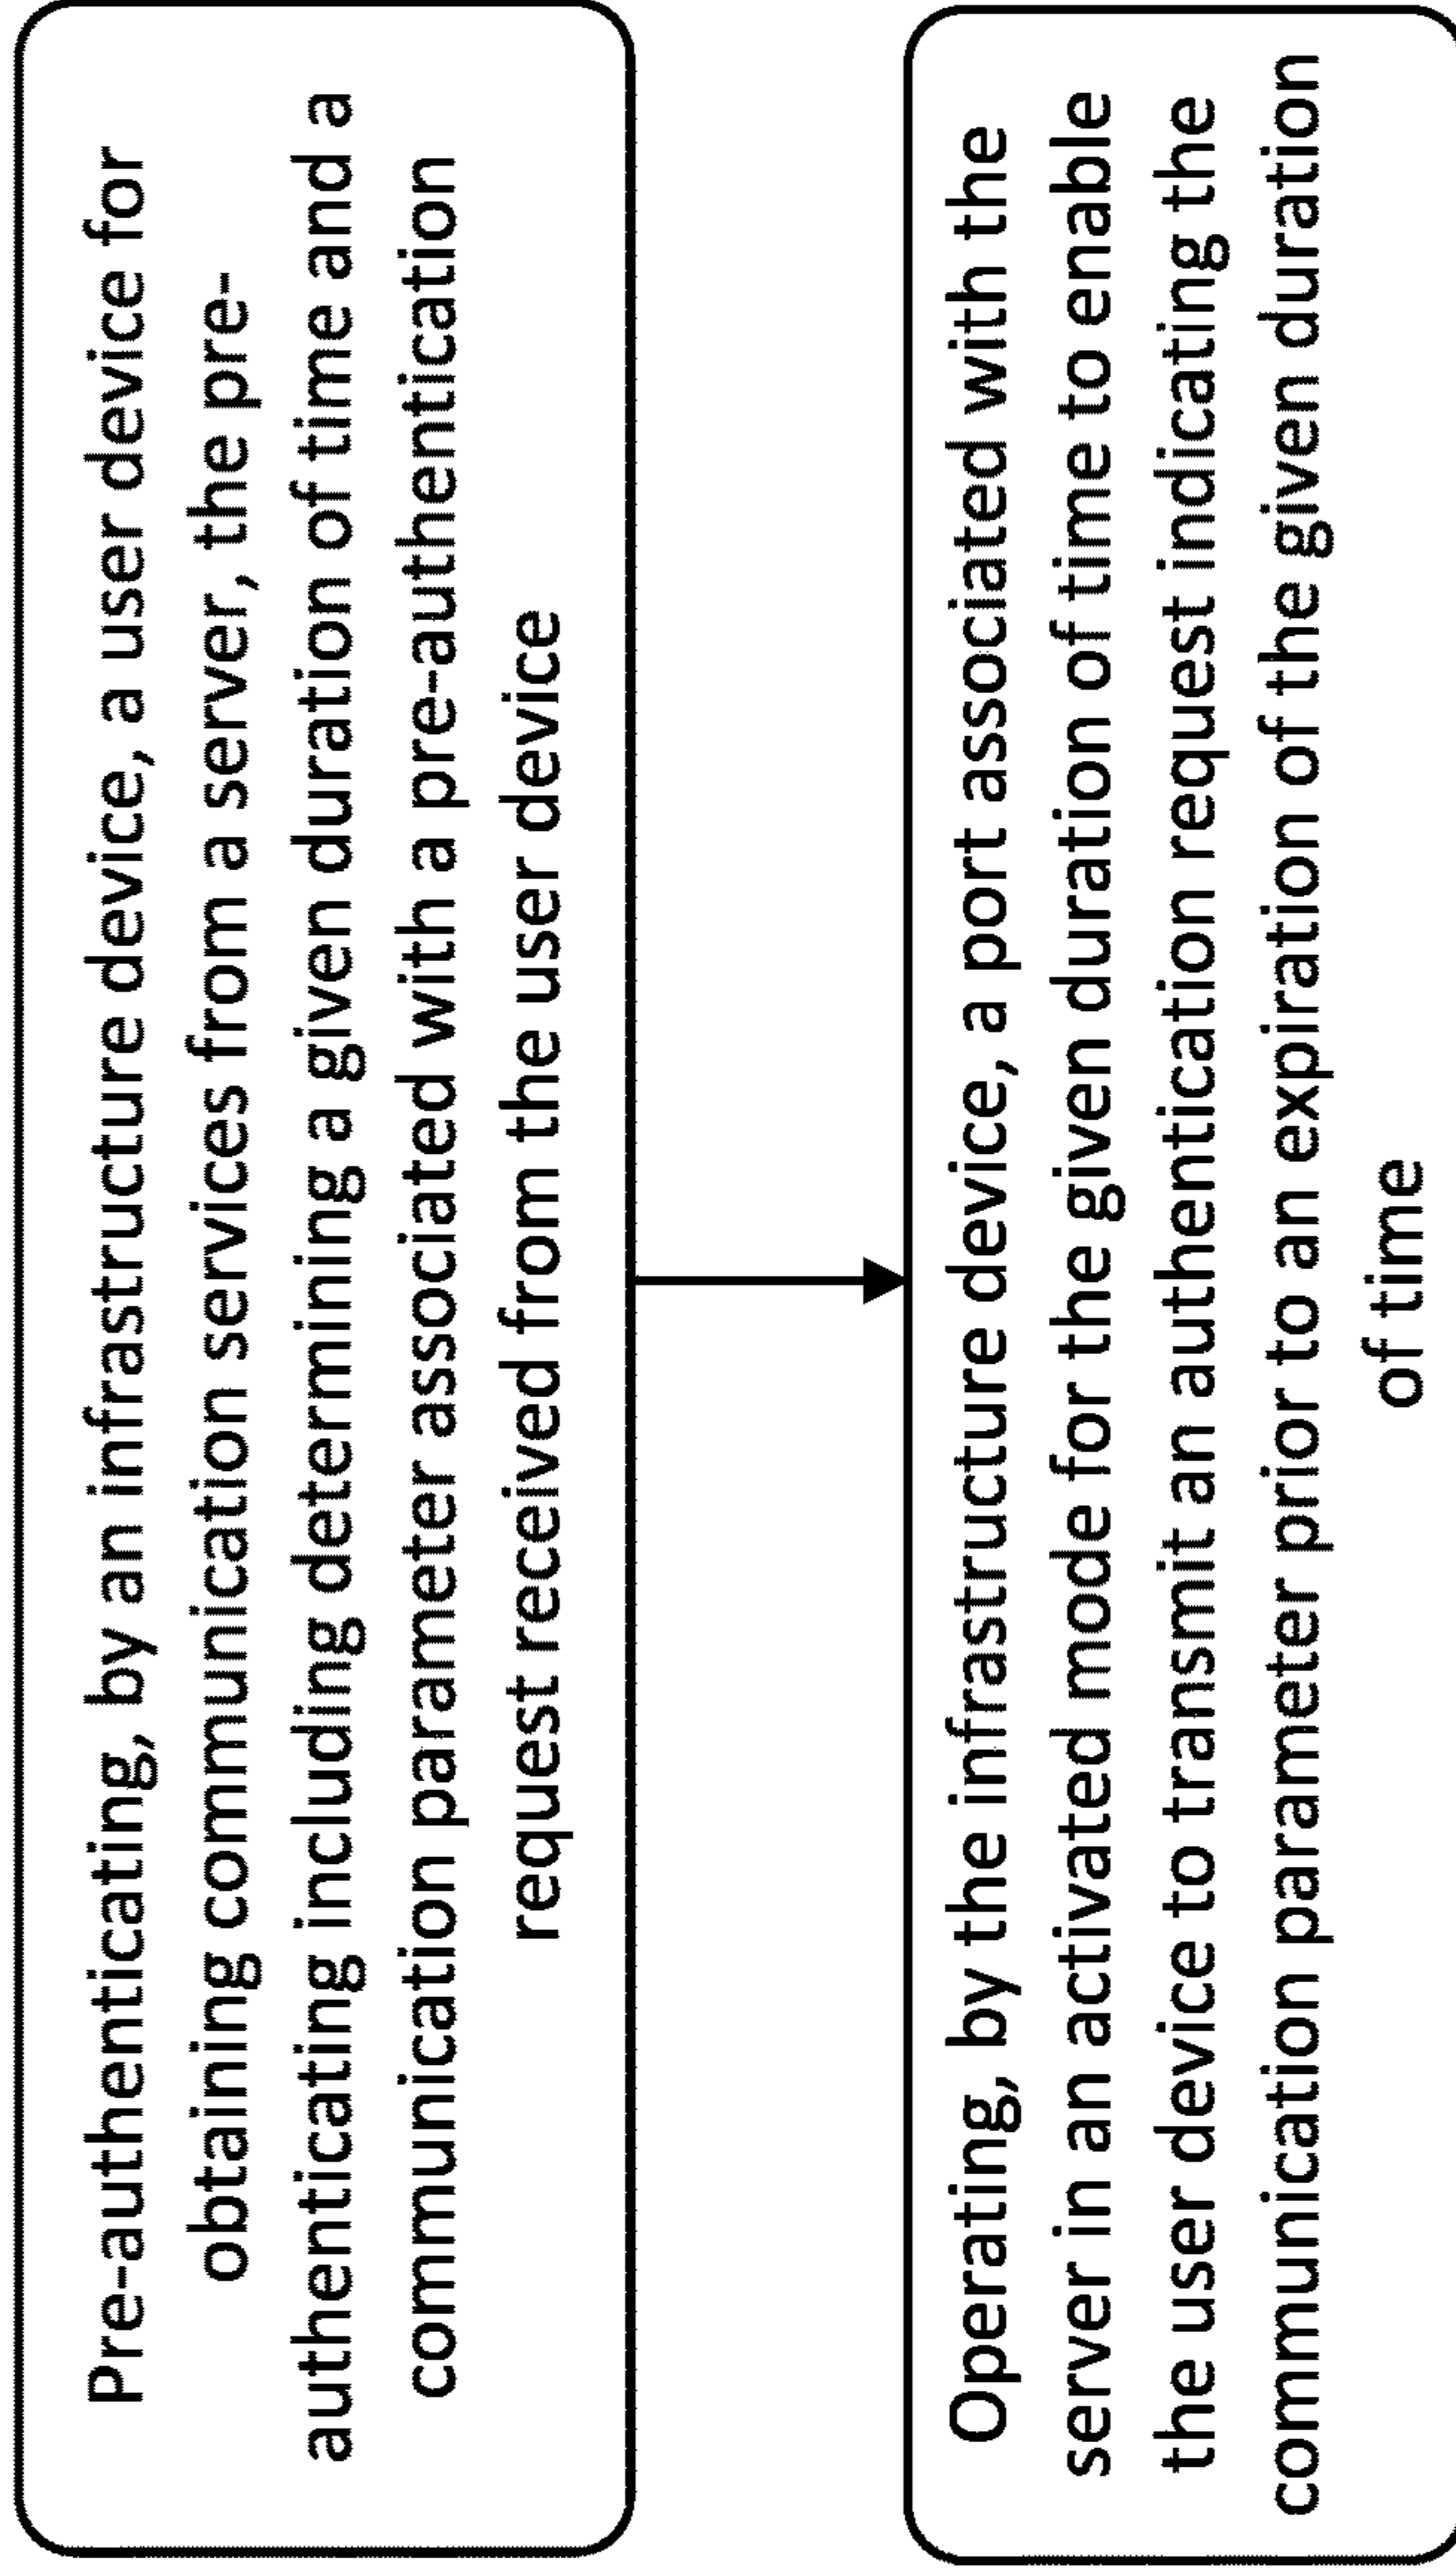 Pre-authenticating, by an infrastructure device, a user device for
obtaining communication services from a server, the pre-
authenticating including determining a given duration of time and a
communication parameter associated with a pre-authentication
request received from the user device
Operating, by the infrastructure device, a port associated with the
server in an activated mode for the given duration of time to enable
the user device to transmit an authentication request indicating the
communication parameter prior to an expiration of the given duration
of time